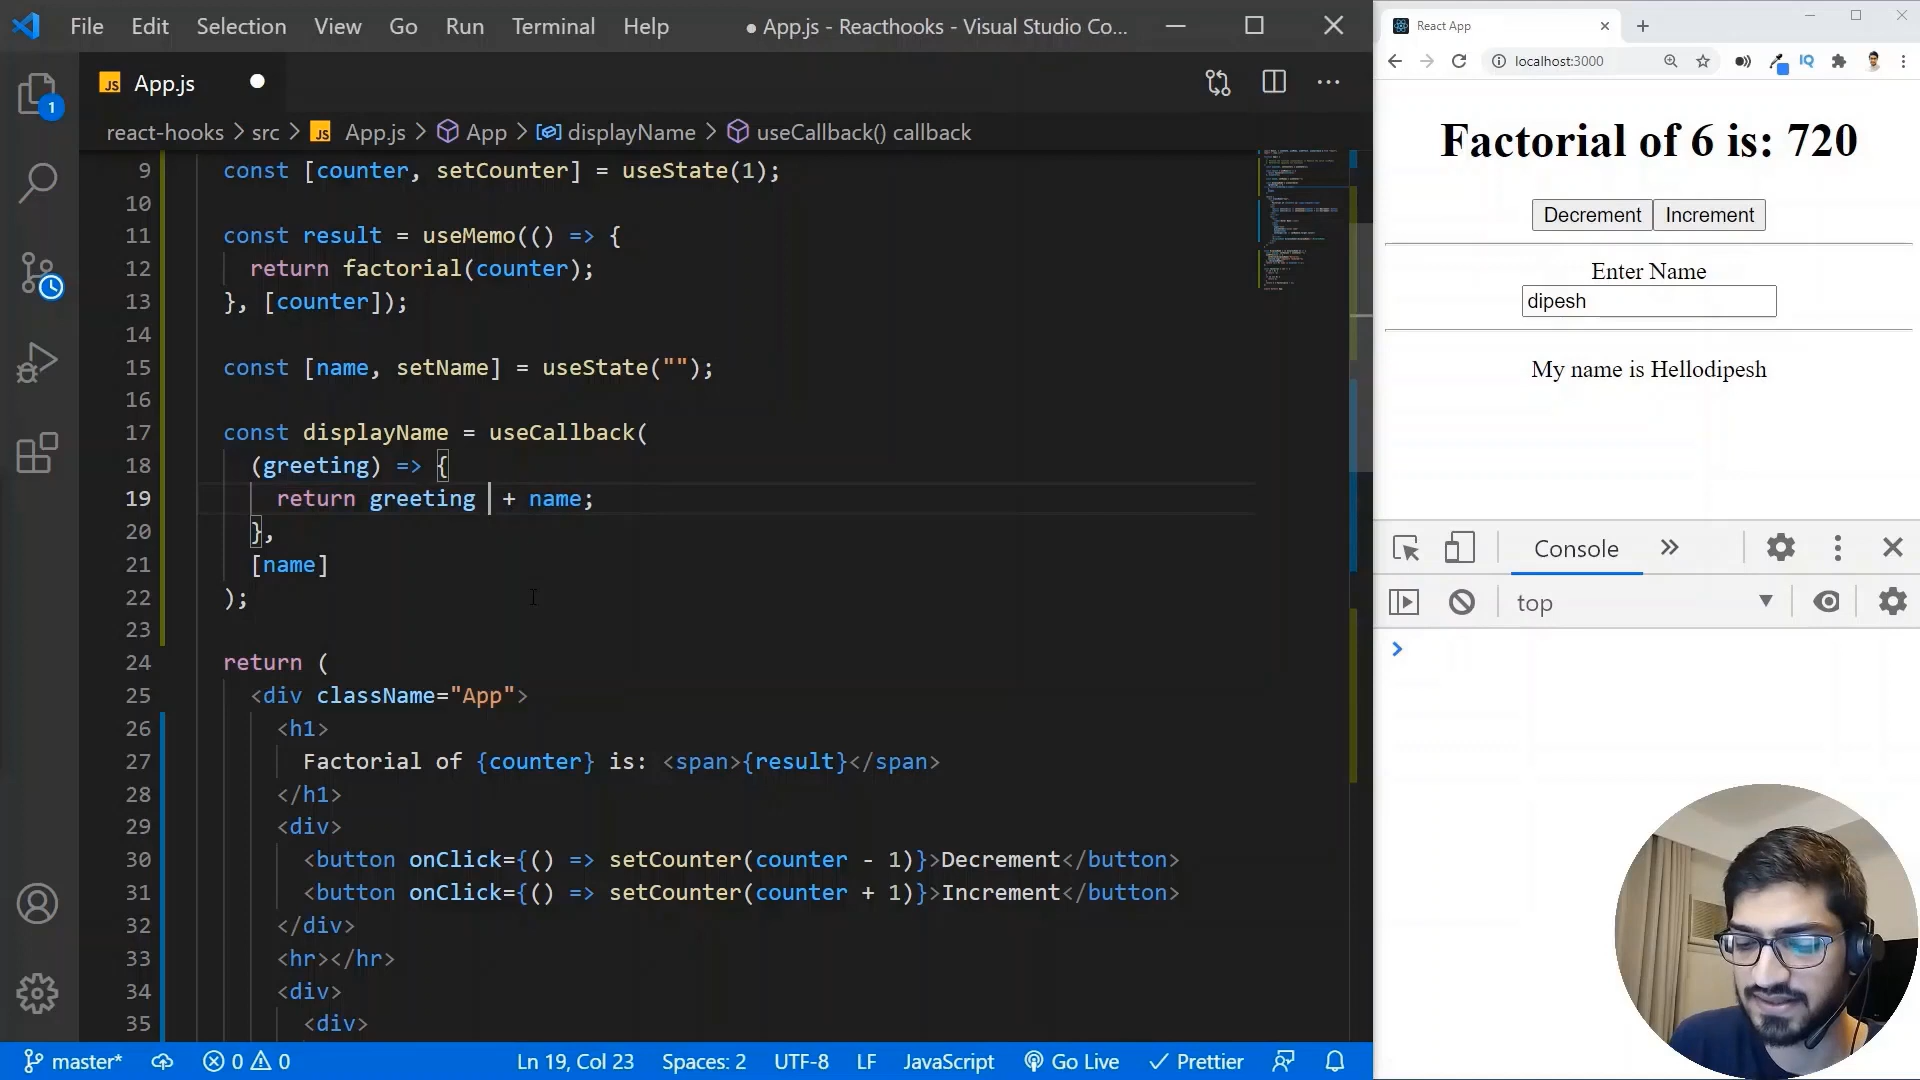 File Edit Selection View Go Run Terminal Help ● App.js - Reacthooks - Visual Studio Co...
JS App.js
react-hooks > src > JS App.js > App > displayName > useCallback() callback
9 const [counter, setCounter] = useState(1);
10
11 const result = useMemo(() => {
12 return factorial(counter);
13 }, [counter]);
14
15 const [name, setName] = useState("");
16
17 const displayName = useCallback(
18 (greeting) => {
19 return greeting + name;
20 },
21 [name]
22 );
23
24 return (
25 <div className="App">
26 <h1>
27 Factorial of {counter} is: <span>{result}</span>
28 </h1>
29 <div>
30 <button onClick={() => setCounter(counter - 1)}>Decrement</button>
31 <button onClick={() => setCounter(counter + 1)}>Increment</button>
32 </div>
33 <hr></hr>
34 <div>
35 <div>
1
master* 0 0 Ln 19, Col 23 Spaces: 2 UTF-8 LF JavaScript Go Live Prettier
React App
localhost:3000
IQ
Factorial of 6 is: 720
Decrement Increment
Enter Name
dipesh
My name is Hellodipesh
Console
top